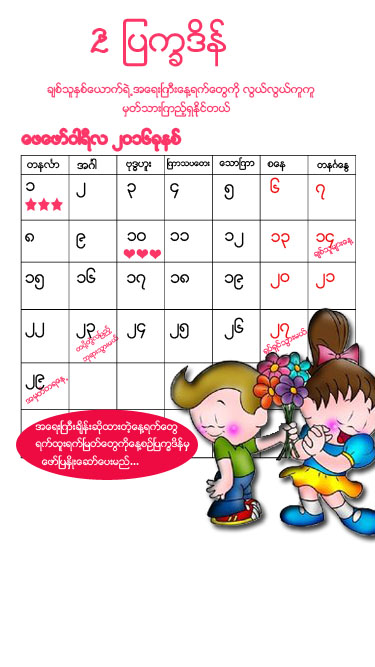 2 ပြက္ခဒိန်
ချစ်သူနှစ်ယောက်ရဲ့ အရေးကြီးနေ့ရက်တွေကို လွယ်လွယ်ကူကူ
မှတ်သားကြည့်ရှုနိုင်တယ်
ဖေဖော်ဝါရီလ ၂၀၁၆ခုနှစ်
တနင်္လာ အင်္ဂါ ဗုဒ္ဓဟူး ကြာသပတေး သောကြာ စနေ တနင်္ဂနွေ
၁ ၂ ၃ ၄ ၅ ၆ ၇
၈ ၉ ၁၀ ၁၁ ၁၂ ၁၃ ၁၄
ချစ်သူများနေ့
၁၅ ၁၆ ၁၇ ၁၈ ၁၉ ၂၀ ၂၁
၂၂ ၂၃ ၂၄ ၂၅ ၂၆ ၂၇
၂၉
အမှတ်တရနေ့
အရေးကြီးချိန်းဆိုထားတဲ့နေ့ရက်တွေ
ရက်ထူးရက်မြတ်တွေကိုနေ့စဉ်ပြက္ခဒိန်မှ
ဖော်ပြနှိုးဆော်ပေးမည်...